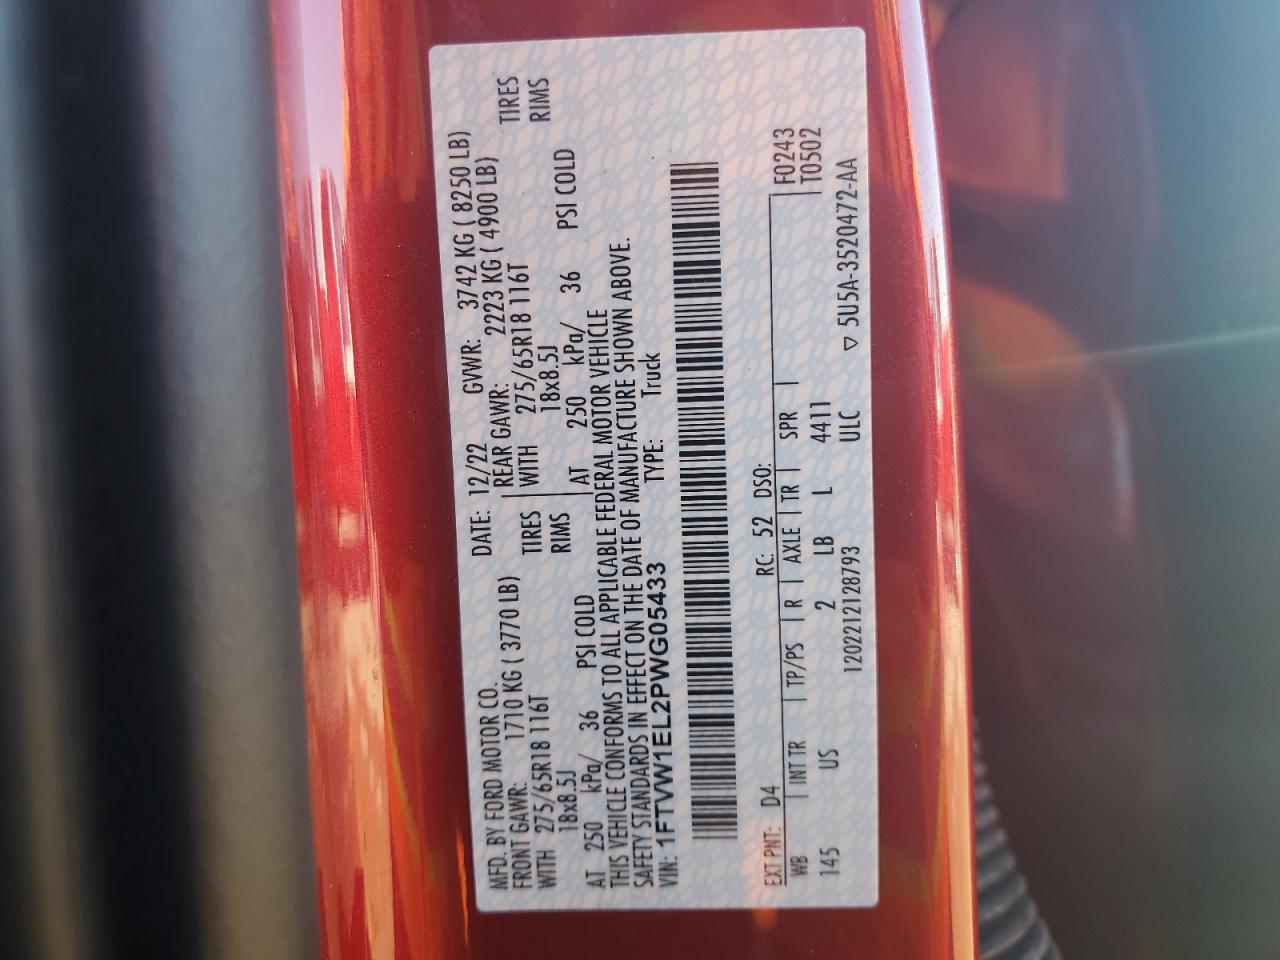 MFD. BY FORD MOTOR CO. DATE: 12/22 GVWR: 3742 KG ( 8250 LB)
FRONT GAWR: 1710 KG ( 3770 LB) REAR GAWR: 2223 KG ( 4900 LB)
WITH 275/65R18 116T TIRES WITH 275/65R18 116T TIRES
18x8.5J RIMS 18x8.5J RIMS
AT 250 kPa/ 36 PSI COLD AT 250 kPa/ 36 PSI COLD
THIS VEHICLE CONFORMS TO ALL APPLICABLE FEDERAL MOTOR VEHICLE
SAFETY STANDARDS IN EFFECT ON THE DATE OF MANUFACTURE SHOWN ABOVE.
VIN: 1FTVW1EL2PWG05433 TYPE: Truck
EXT PNT: D4 RC: 52 DSO: F0243
WB INT TR TP/PS R AXLE TR SPR T0502
145 US 2 LB L 4411
1202212128793 ULC ▽ 5U5A-3520472-AA